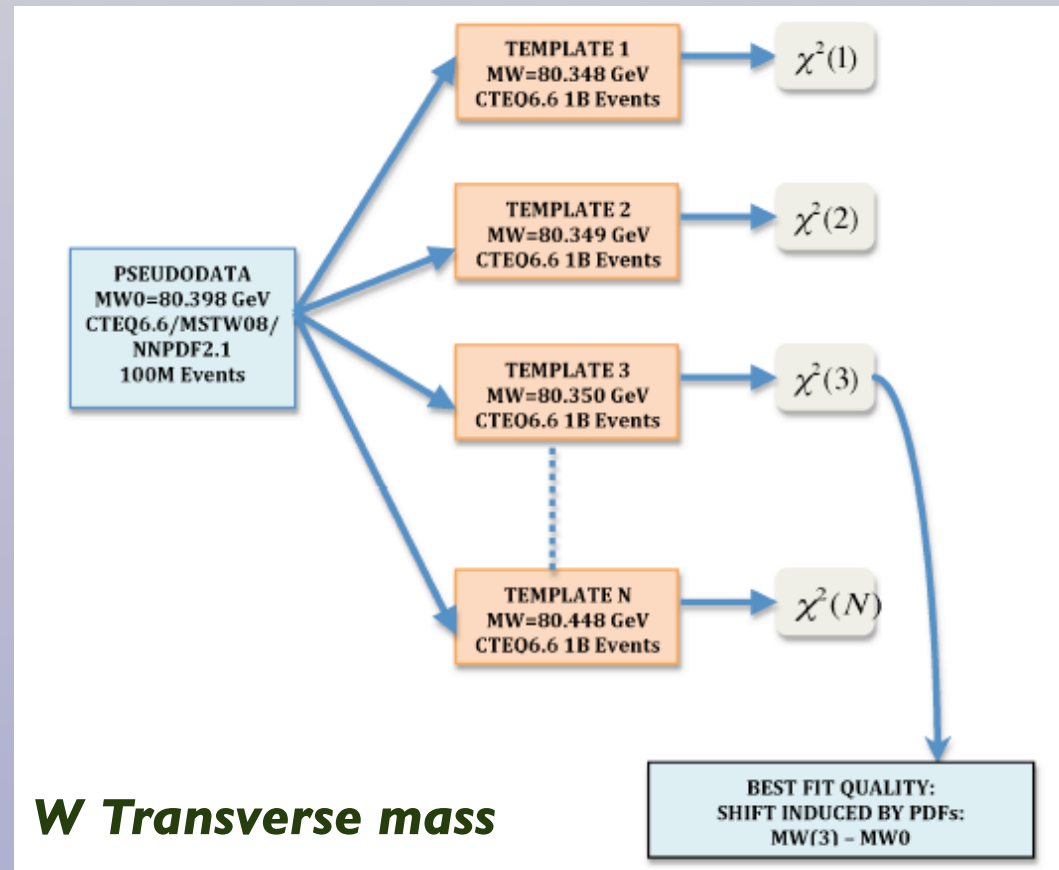 TEMPLATE 1
MW=80.348 GeV
CTEQ6.6 1B Events
χ²(1)
TEMPLATE 2
MW=80.349 GeV
CTEQ6.6 1B Events
χ²(2)
PSEUDODATA
MW0=80.398 GeV
CTEQ6.6/MSTW08/
NNPDF2.1
100M Events
TEMPLATE 3
MW=80.350 GeV
CTEQ6.6 1B Events
χ²(3)
TEMPLATE N
MW=80.448 GeV
CTEQ6.6 1B Events
χ²(N)
W Transverse mass
BEST FIT QUALITY:
SHIFT INDUCED BY PDFs:
MW(3) – MW0